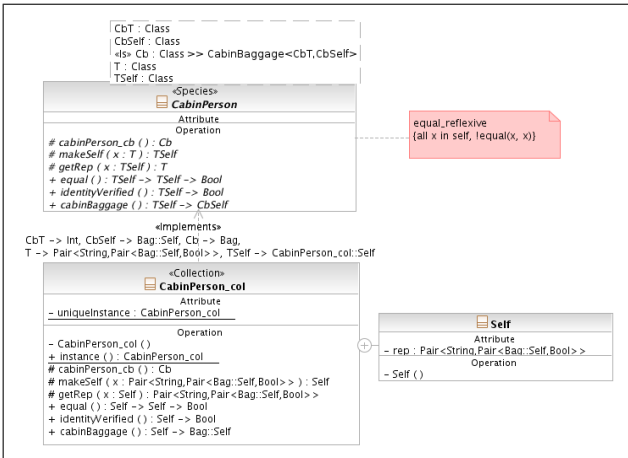 CbT : Class
CbSelf : Class
«Is» Cb : Class >> CabinBaggage<CbT,CbSelf>
T : Class
TSelf : Class
«Species»
CabinPerson
Attribute
Operation
# cabinPerson_cb ( ) : Cb
# makeSelf ( x : T ) : TSelf
# getRep ( x : TSelf ) : T
+ equal ( ) : TSelf -> TSelf -> Bool
+ identityVerified ( ) : TSelf -> Bool
+ cabinBaggage ( ) : TSelf -> CbSelf
equal_reflexive
{all x in self, !equal(x, x)}
«Implements»
CbT -> Int, CbSelf -> Bag::Self, Cb -> Bag,
T -> Pair<String,Pair<Bag::Self,Bool>>, TSelf -> CabinPerson_col::Self
«Collection»
CabinPerson_col
Attribute
- uniqueInstance : CabinPerson_col
Operation
- CabinPerson_col ( )
+ instance ( ) : CabinPerson_col
# cabinPerson_cb ( ) : Cb
# makeSelf ( x : Pair<String,Pair<Bag::Self,Bool>> ) : Self
# getRep ( x : Self ) : Pair<String,Pair<Bag::Self,Bool>>
+ equal ( ) : Self -> Self -> Bool
+ identityVerified ( ) : Self -> Bool
+ cabinBaggage ( ) : Self -> Bag::Self
Self
Attribute
- rep : Pair<String,Pair<Bag::Self,Bool>>
Operation
- Self ( )